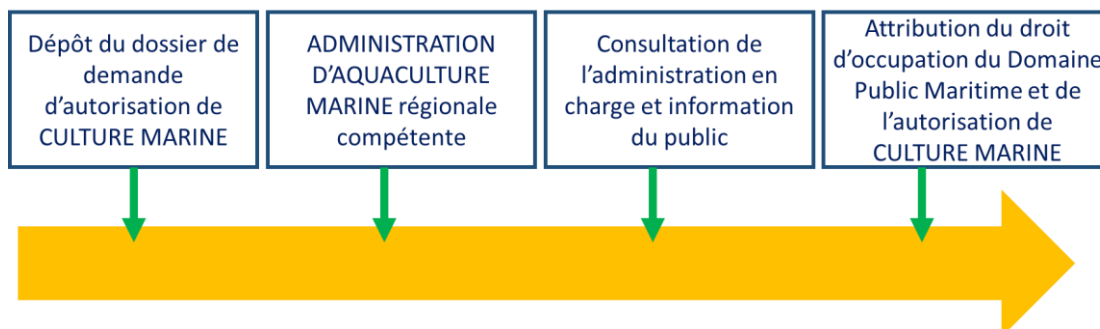 Dépôt du dossier de
demande
d'autorisation de
CULTURE MARINE
ADMINISTRATION
D'AQUACULTURE
MARINE régionale
compétente
Consultation de
l'administration en
charge et information
du public
Attribution du droit
d'occupation du Domaine
Public Maritime et de
l'autorisation de
CULTURE MARINE